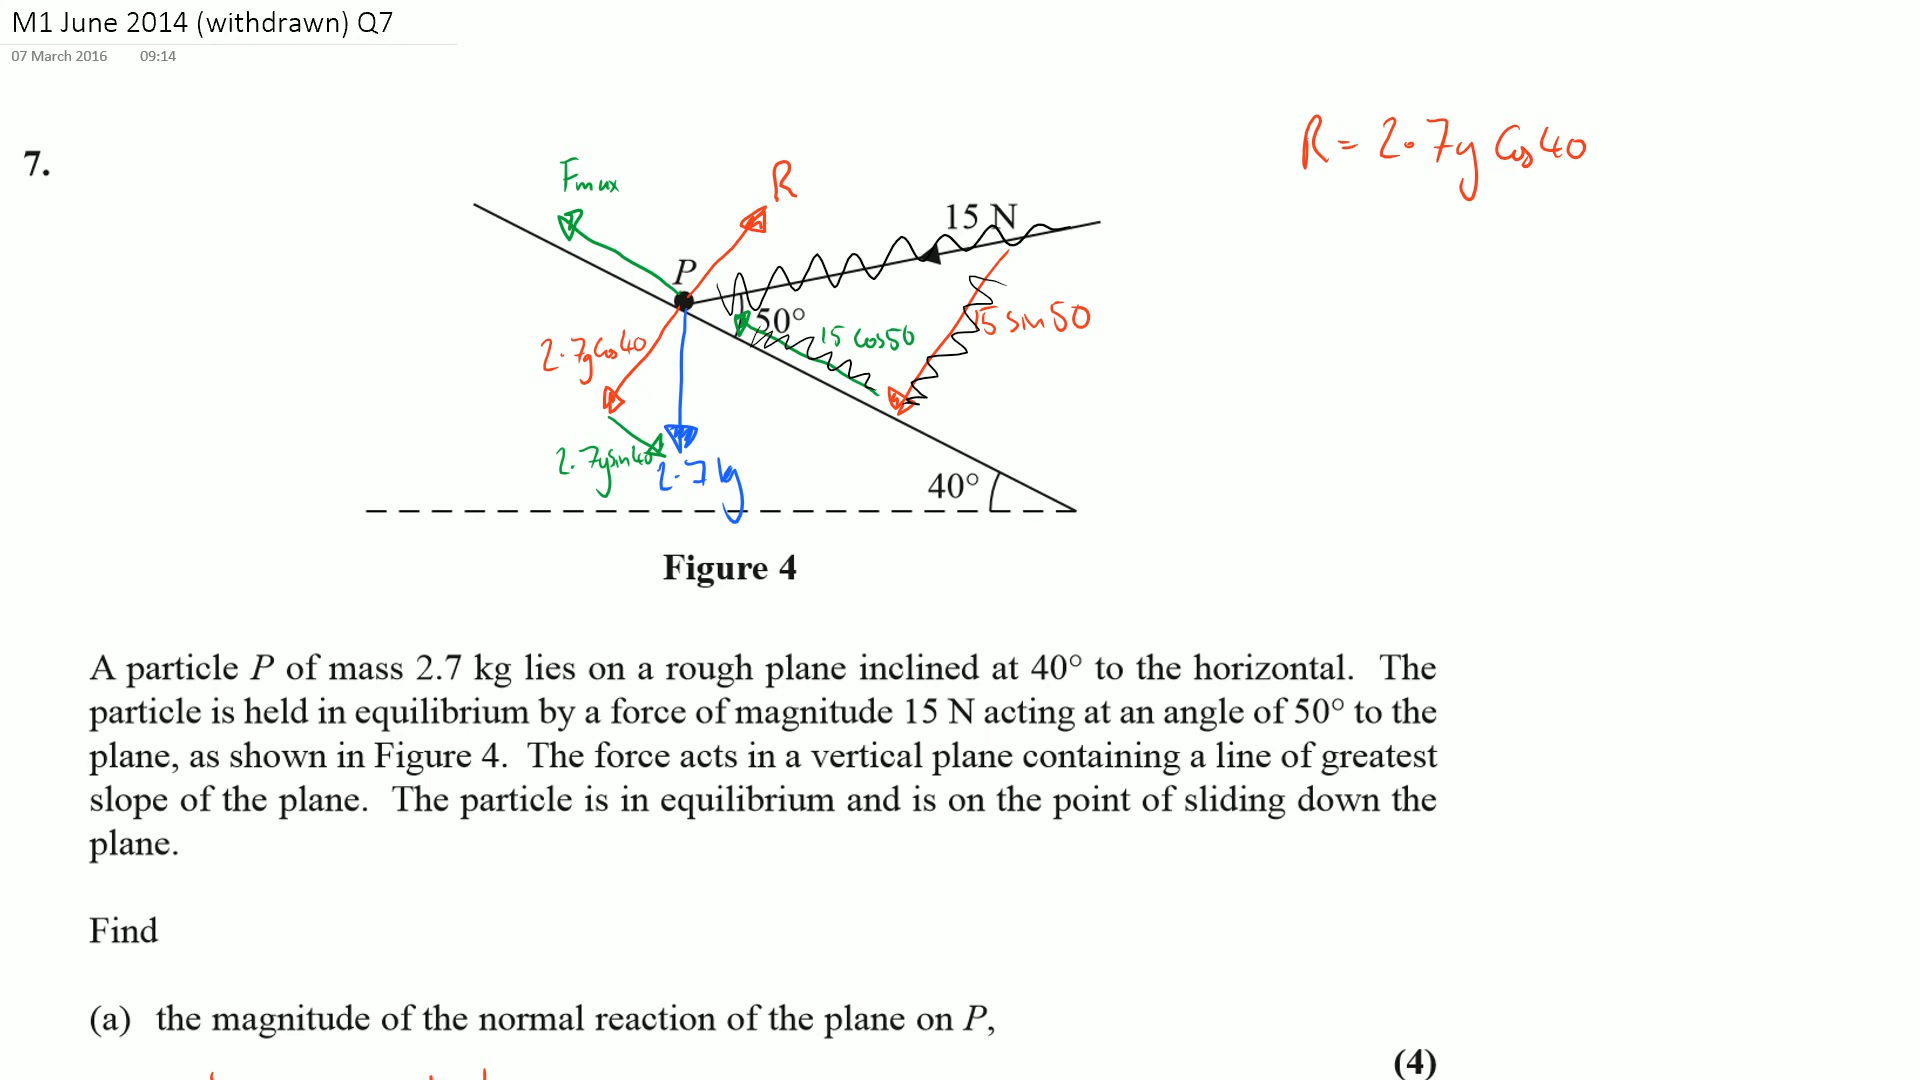 M1 June 2014 (withdrawn) Q7
07 March 2016 09:14
R = 2.7g Cos40
7.
Fmax
R
15 N
P
50°
15 Cos50
15 sin 50
2.7gCos40
2.7gsin40
2.7g
40°
Figure 4
A particle P of mass 2.7 kg lies on a rough plane inclined at 40° to the horizontal. The
particle is held in equilibrium by a force of magnitude 15 N acting at an angle of 50° to the
plane, as shown in Figure 4. The force acts in a vertical plane containing a line of greatest
slope of the plane. The particle is in equilibrium and is on the point of sliding down the
plane.
Find
(a) the magnitude of the normal reaction of the plane on P,
(4)